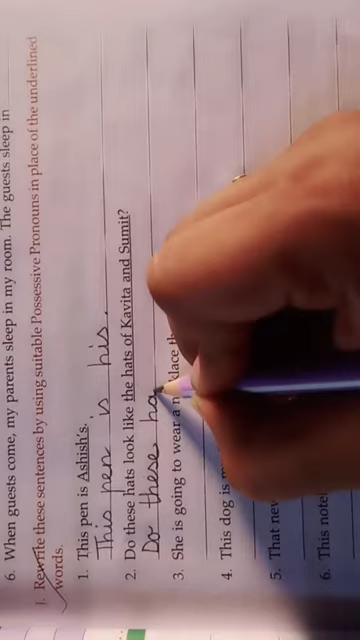 6. When guests come, my parents sleep in my room. The guests sleep in
J. Rewrite these sentences by using suitable Possessive Pronouns in place of the underlined
words.
1. This pen is Ashish's.
This pen is his.
2. Do these hats look like the hats of Kavita and Sumit?
Do these ha
3. She is going to wear a
4. This dog is
5. That
6. This